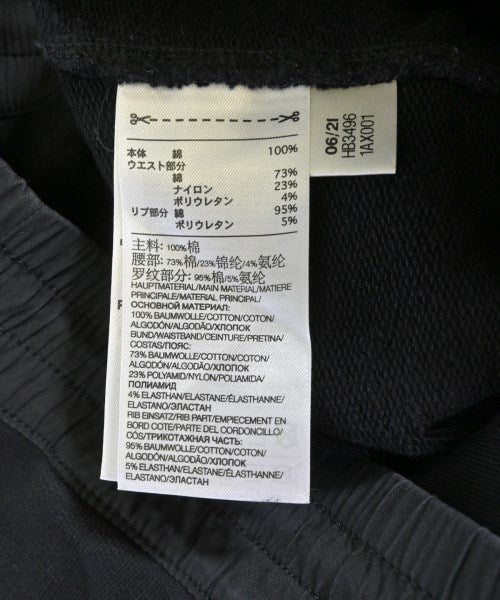 本体 綿 100%
ウエスト部分
綿 73%
ナイロン 23%
ポリウレタン 4%
リブ部分 綿 95%
ポリウレタン 5%
主料: 100%棉
腰部: 73%棉/23%锦纶/4%氨纶
罗纹部分: 95%棉/5%氨纶
HAUPTMATERIAL/MAIN MATERIAL/MATIERE
PRINCIPALE/MATERIAL PRINCIPAL/
ОСНОВНОЙ МАТЕРИАЛ:
100% BAUMWOLLE/COTTON/COTON/
ALGODÓN/ALGODÃO/ХЛОПОК
BUND/WAISTBAND/CEINTURE/PRETINA/
COSTAS/ПОЯС:
73% BAUMWOLLE/COTTON/COTON/
ALGODÓN/ALGODÃO/ХЛОПОК
23% POLYAMID/NYLON/POLIAMIDA/
ПОЛИАМИД
4% ELASTHAN/ELASTANE/ÉLASTHANNE/
ELASTANO/ЭЛАСТАН
RIB EINSATZ/RIB PART/EMPIECEMENT EN
BORD COTE/PARTE DEL CORDONCILLO/
CÓS/ТРИКОТАЖНАЯ ЧАСТЬ:
95% BAUMWOLLE/COTTON/COTON/
ALGODÓN/ALGODÃO/ХЛОПОК
5% ELASTHAN/ELASTANE/ÉLASTHANNE/
ELASTANO/ЭЛАСТАН
06/21
HB3496
1AX001